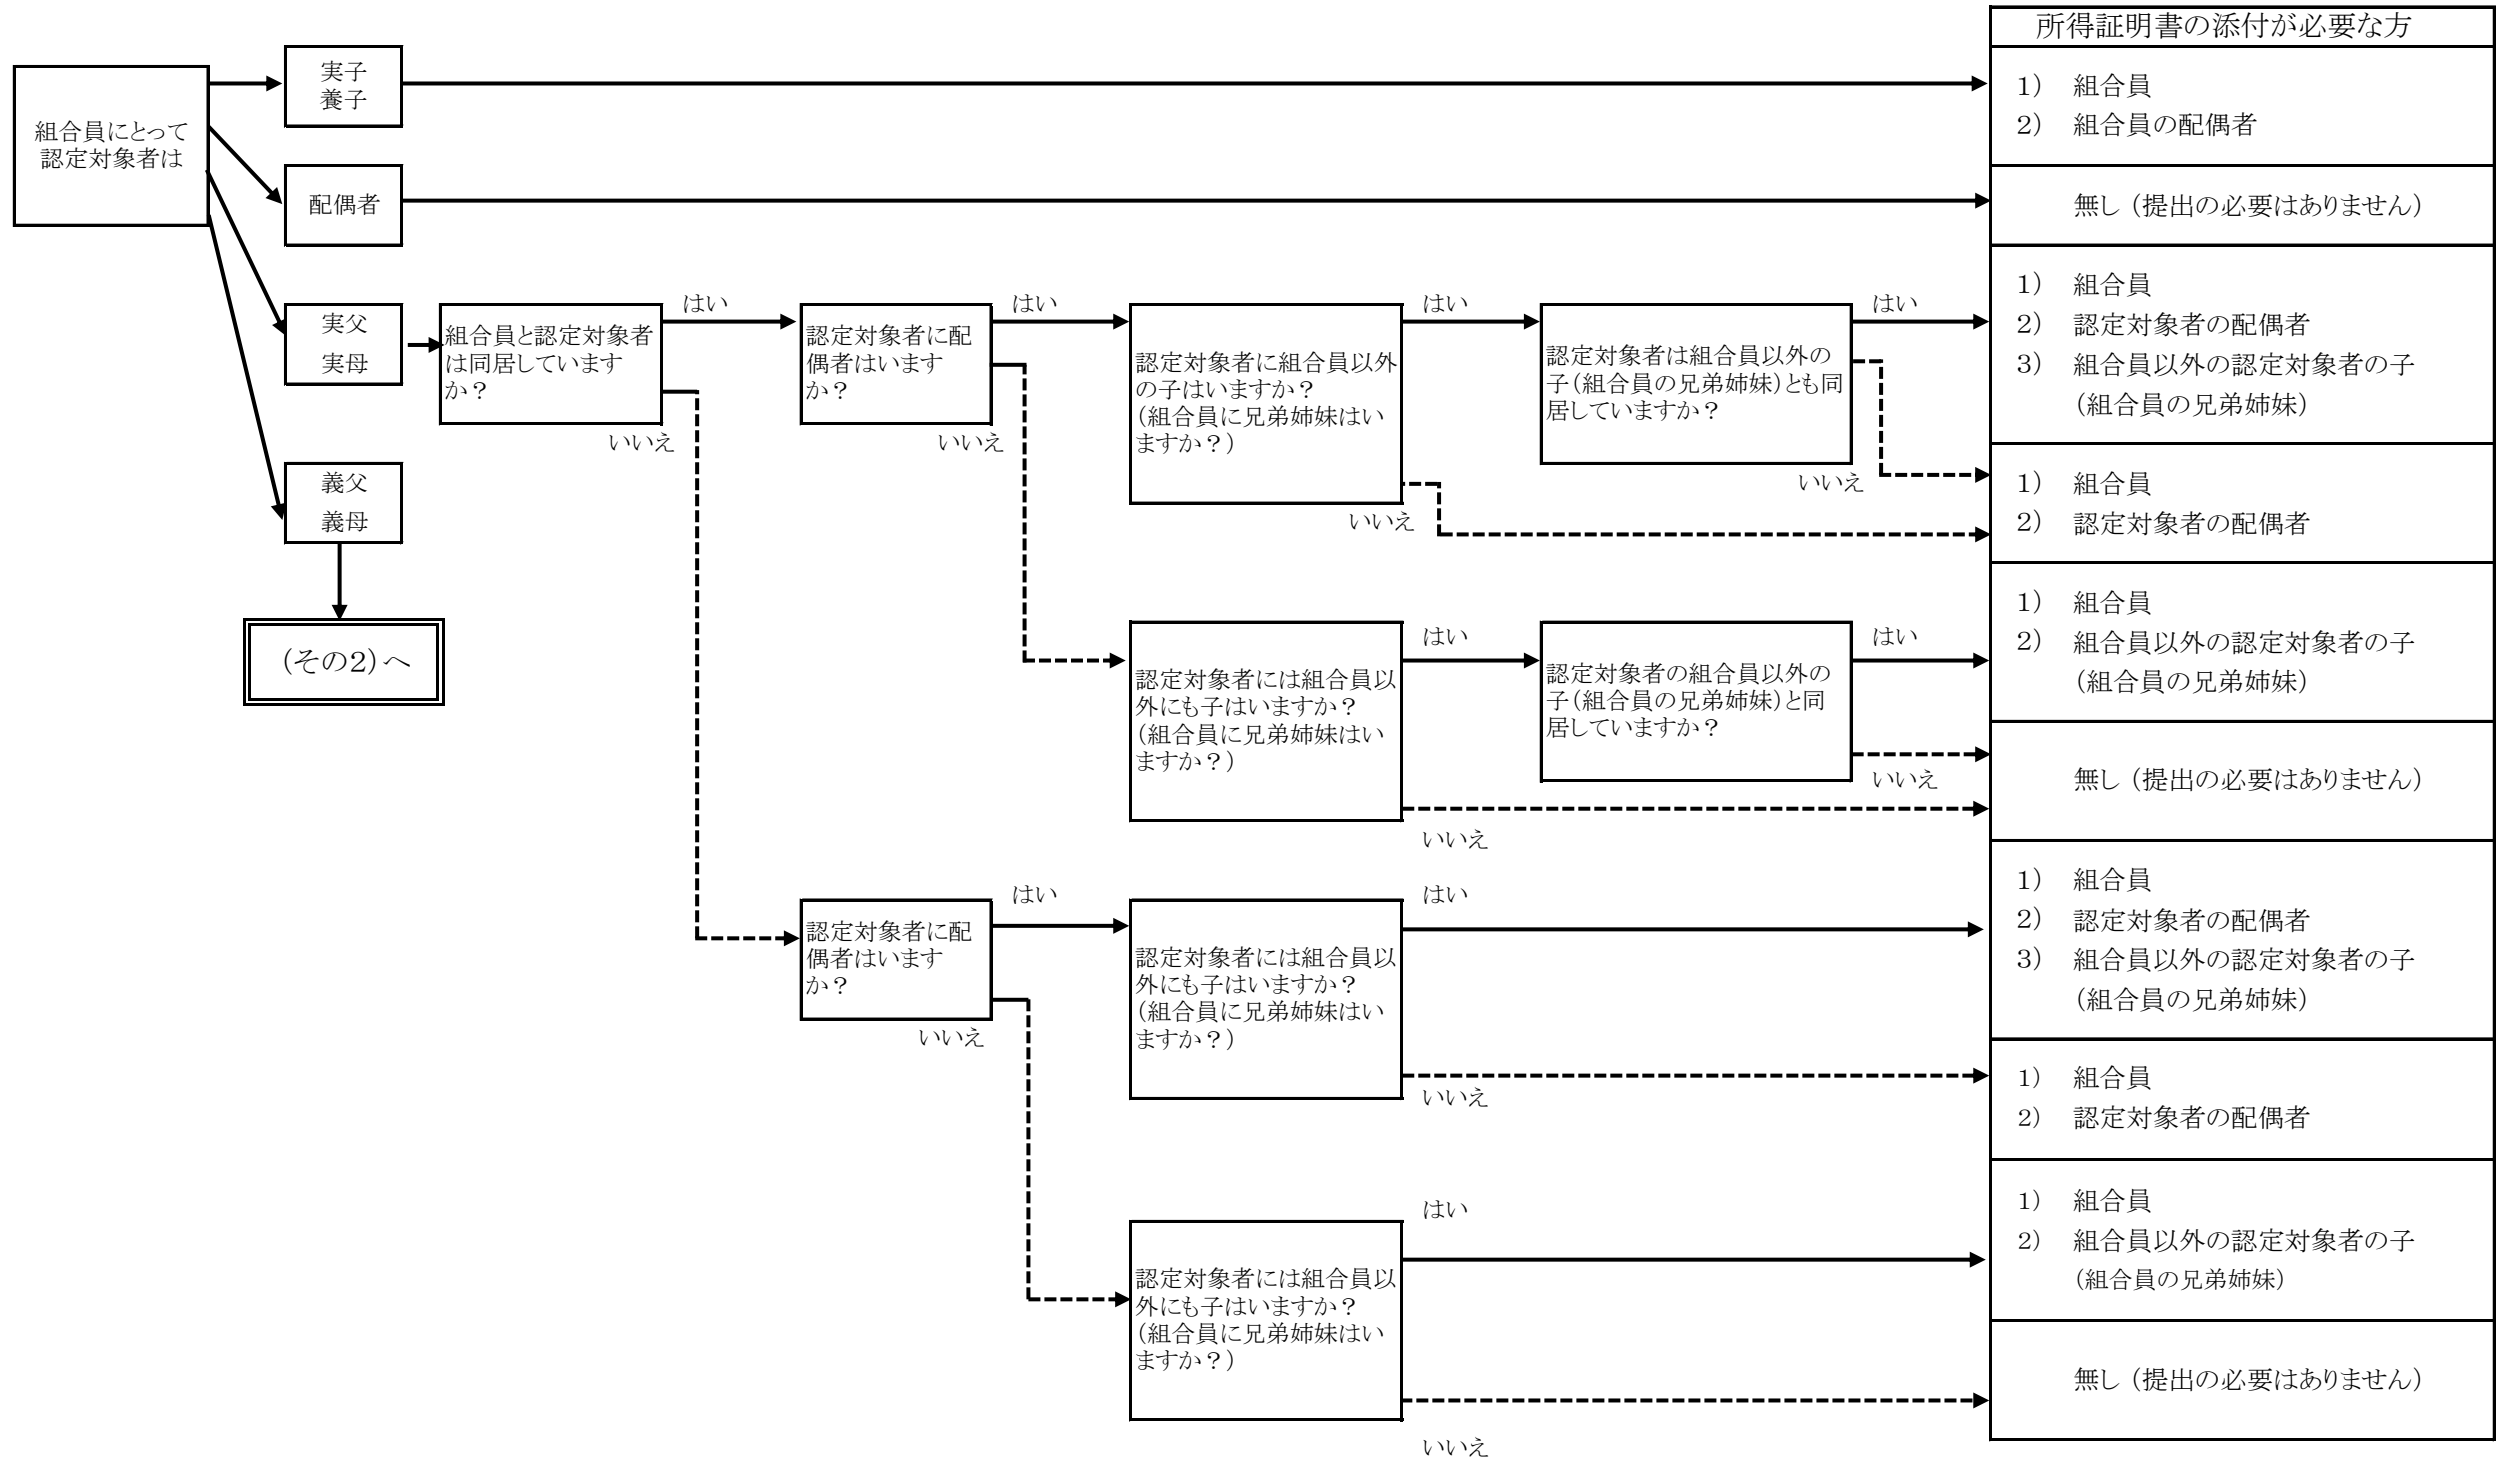 所得証明書の添付が必要な方
組合員にとって
認定対象者は
実子
養子
1） 組合員
2） 組合員の配偶者
配偶者
無し（提出の必要はありません）
実父
実母
組合員と認定対象者
は同居しています
か？
はい
いいえ
認定対象者に配
偶者はいます
か？
はい
いいえ
認定対象者に組合員以外
の子はいますか？
（組合員に兄弟姉妹はい
ますか？）
はい
いいえ
認定対象者は組合員以外の
子（組合員の兄弟姉妹）とも同
居していますか？
はい
いいえ
1） 組合員
2） 認定対象者の配偶者
3） 組合員以外の認定対象者の子
（組合員の兄弟姉妹）
1） 組合員
2） 認定対象者の配偶者
義父
義母
（その2）へ
認定対象者には組合員以
外にも子はいますか？
（組合員に兄弟姉妹はい
ますか？）
はい
いいえ
認定対象者の組合員以外の
子（組合員の兄弟姉妹）と同
居していますか？
はい
いいえ
1） 組合員
2） 組合員以外の認定対象者の子
（組合員の兄弟姉妹）
無し（提出の必要はありません）
認定対象者に配
偶者はいます
か？
はい
いいえ
認定対象者には組合員以
外にも子はいますか？
（組合員に兄弟姉妹はい
ますか？）
はい
いいえ
1） 組合員
2） 認定対象者の配偶者
3） 組合員以外の認定対象者の子
（組合員の兄弟姉妹）
1） 組合員
2） 認定対象者の配偶者
認定対象者には組合員以
外にも子はいますか？
（組合員に兄弟姉妹はい
ますか？）
はい
いいえ
1） 組合員
2） 組合員以外の認定対象者の子
（組合員の兄弟姉妹）
無し（提出の必要はありません）